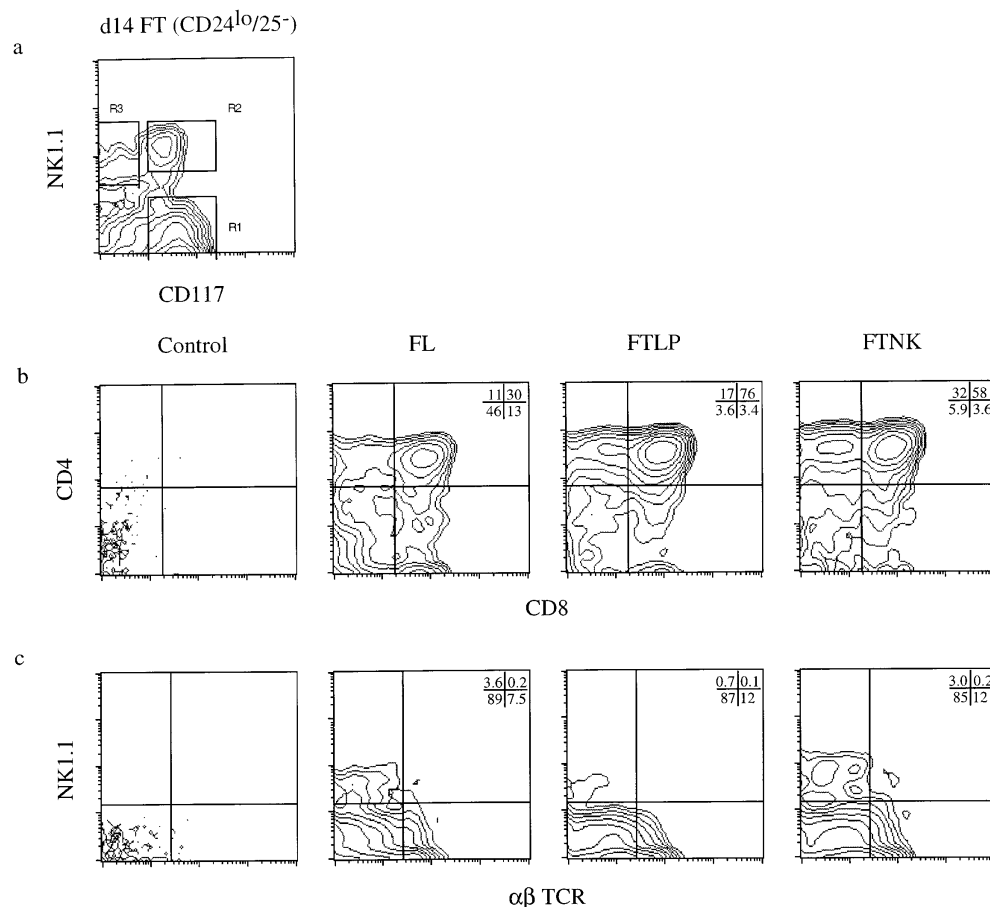 d14 FT (CD24lo/25-)
a
R3
R2
R1
NK1.1
CD117
Control
FL
FTLP
FTNK
b
11 30
46 13
17 76
3.6 3.4
32 58
5.9 3.6
CD4
CD8
c
3.6 0.2
89 7.5
0.7 0.1
87 12
3.0 0.2
85 12
NK1.1
αβ TCR